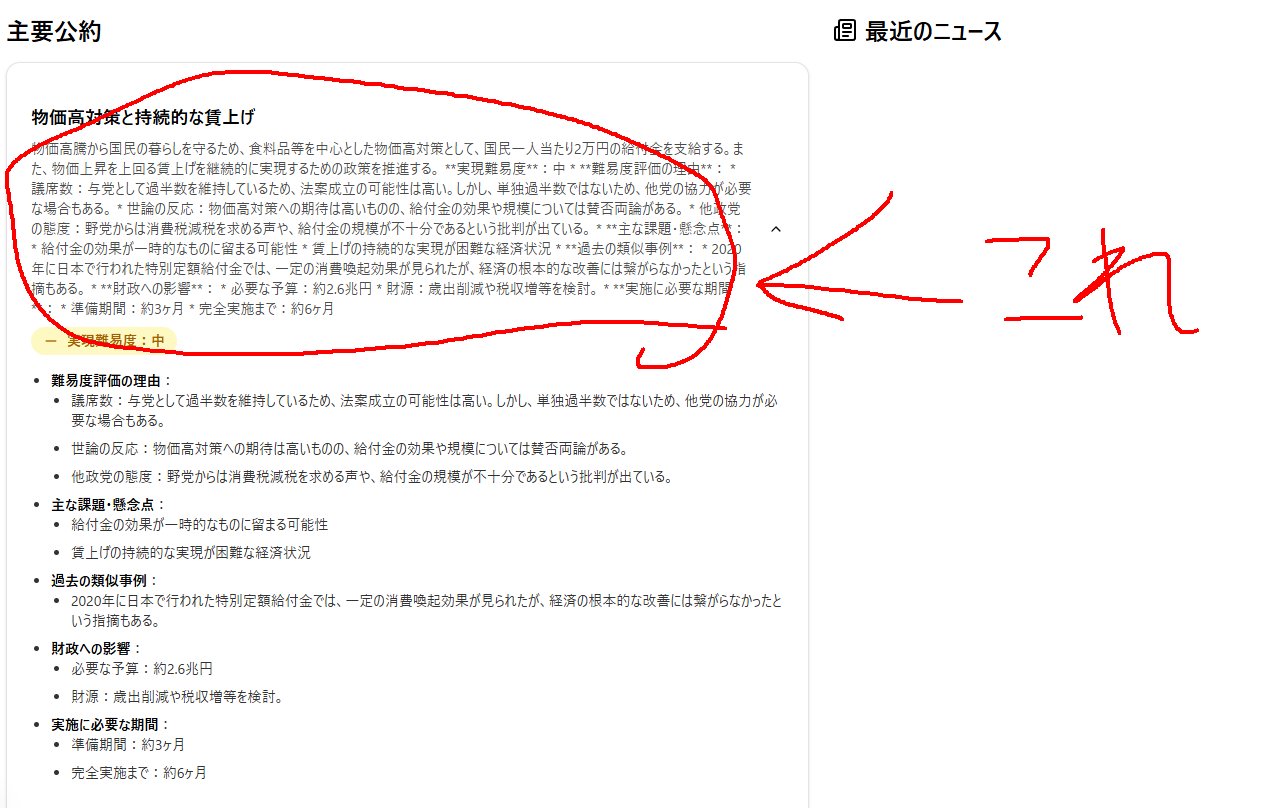 主要公約
最近のニュース
物価高対策と持続的な賃上げ
物価高騰から国民の暮らしを守るため、食料品等を中心とした物価高対策として、国民一人当たり2万円の給付金を支給する。ま
た、物価上昇を上回る賃上げを継続的に実現するための政策を推進する。 **実現難易度**：中 * **難易度評価の理由**： *
議席数：与党として過半数を維持しているため、法案成立の可能性は高い。しかし、単独過半数ではないため、他党の協力が必要
な場合もある。 * 世論の反応：物価高対策への期待は高いものの、給付金の効果や規模については賛否両論がある。 * 他政党
の態度：野党からは消費税減税を求める声や、給付金の規模が不十分であるという批判が出ている。 * **主な課題・懸念点**：
* 給付金の効果が一時的なものに留まる可能性 * 賃上げの持続的な実現が困難な経済状況 * **過去の類似事例**： * 2020
年に日本で行われた特別定額給付金では、一定の消費喚起効果が見られたが、経済の根本的な改善には繋がらなかったという指
摘もある。 * **財政への影響**： * 必要な予算：約2.6兆円 * 財源：歳出削減や税収増等を検討。 * **実施に必要な期間
**： * 準備期間：約3ヶ月 * 完全実施まで：約6ヶ月
これ
実現難易度：中
難易度評価の理由：
議席数：与党として過半数を維持しているため、法案成立の可能性は高い。しかし、単独過半数ではないため、他党の協力が必
要な場合もある。
世論の反応：物価高対策への期待は高いものの、給付金の効果や規模については賛否両論がある。
他政党の態度：野党からは消費税減税を求める声や、給付金の規模が不十分であるという批判が出ている。
主な課題・懸念点：
給付金の効果が一時的なものに留まる可能性
賃上げの持続的な実現が困難な経済状況
過去の類似事例：
2020年に日本で行われた特別定額給付金では、一定の消費喚起効果が見られたが、経済の根本的な改善には繋がらなかったと
いう指摘もある。
財政への影響：
必要な予算：約2.6兆円
財源：歳出削減や税収増等を検討。
実施に必要な期間：
準備期間：約3ヶ月
完全実施まで：約6ヶ月